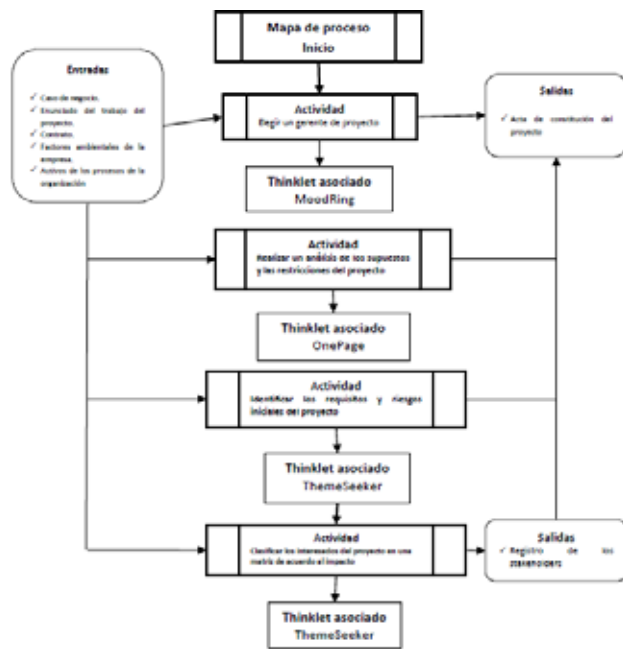 Mapa de proceso
Inicio
Entradas
✓ Caso de negocio.
✓ Enunciado del trabajo del
proyecto.
✓ Contrato.
✓ Factores ambientales de la
empresa.
✓ Activos de los procesos de la
organización
Actividad
Elegir un gerente de proyecto
Salidas
✓ Acta de constitución del
proyecto
Thinklet asociado
MoodRing
Actividad
Realizar un análisis de los supuestos
y las restricciones del proyecto
Thinklet asociado
OnePage
Actividad
Identificar los requisitos y riesgos
iniciales del proyecto
Thinklet asociado
ThemeSeeker
Actividad
Clasificar los interesados del proyecto en una
matriz de acuerdo al impacto
Salidas
✓ Registro de los
stakeholders
Thinklet asociado
ThemeSeeker